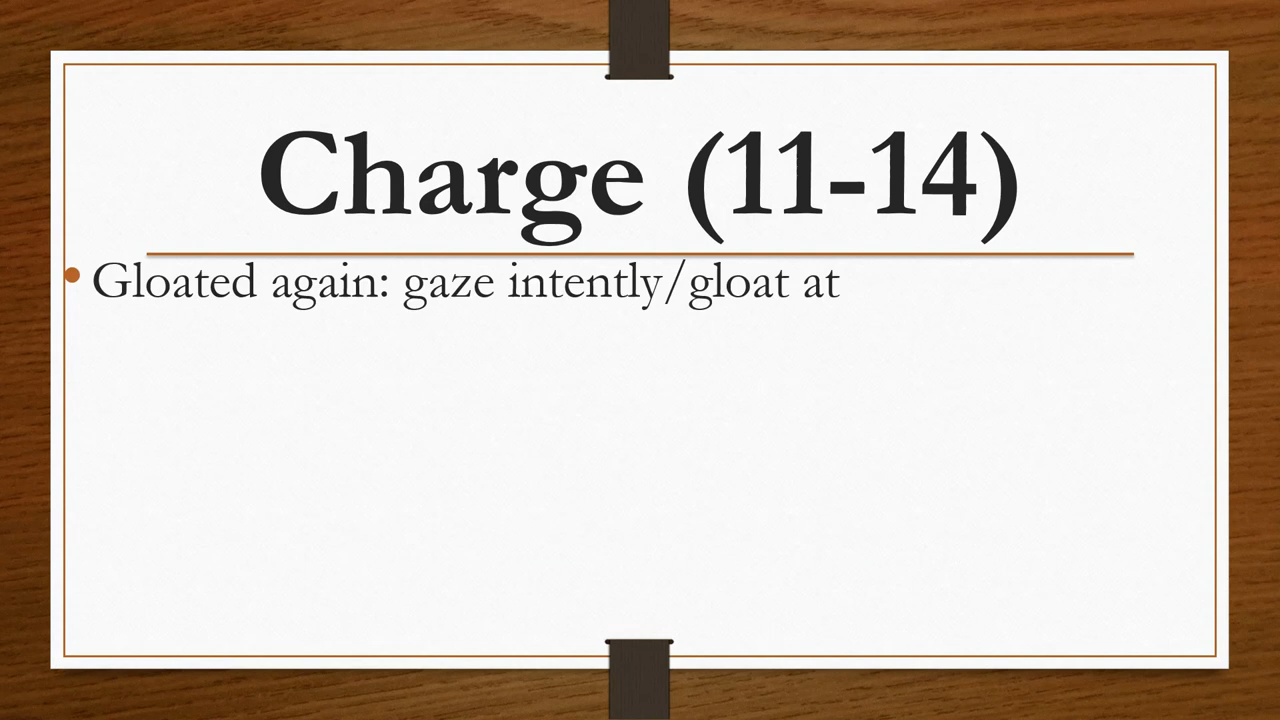 Charge (11-14)
• Gloated again: gaze intently/gloat at